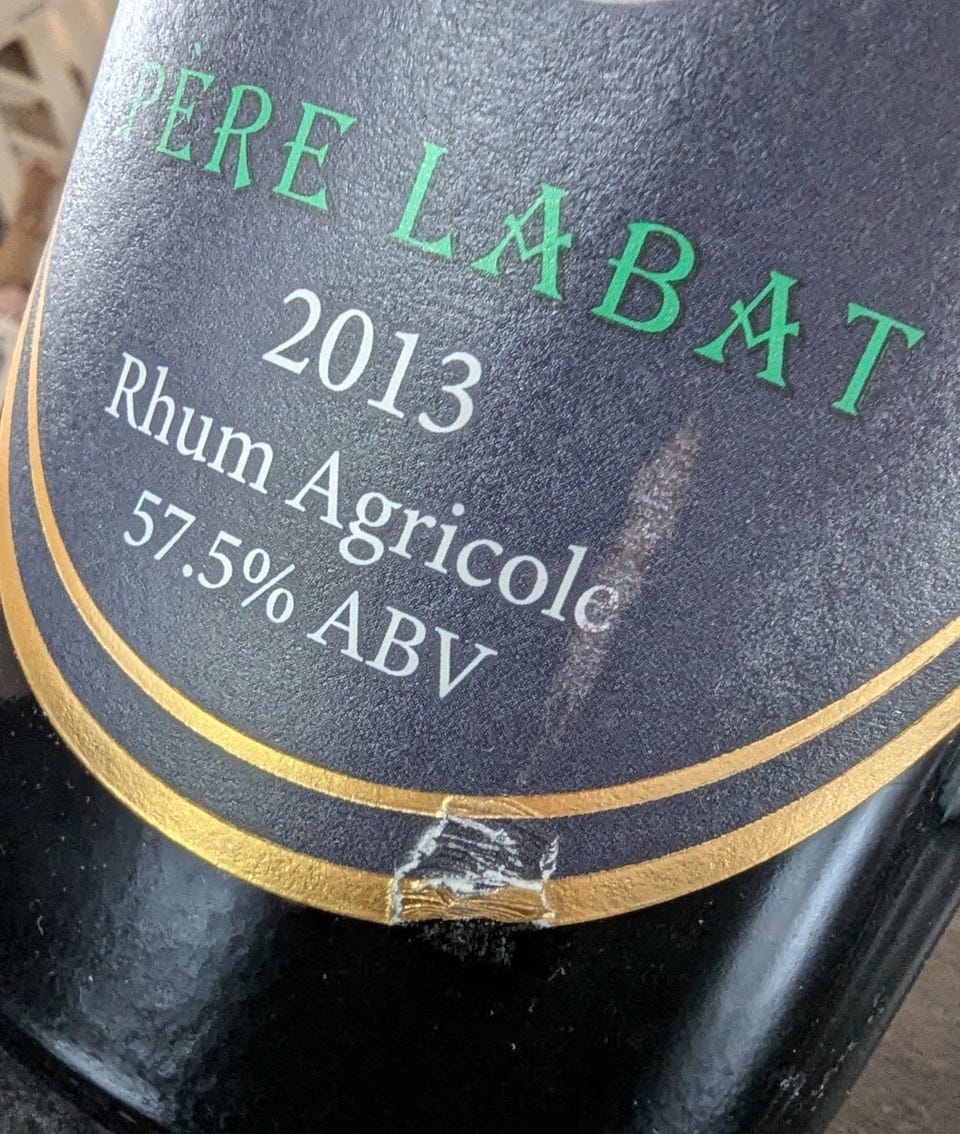 PÈRE LABAT
2013
Rhum Agricole
57.5% ABV